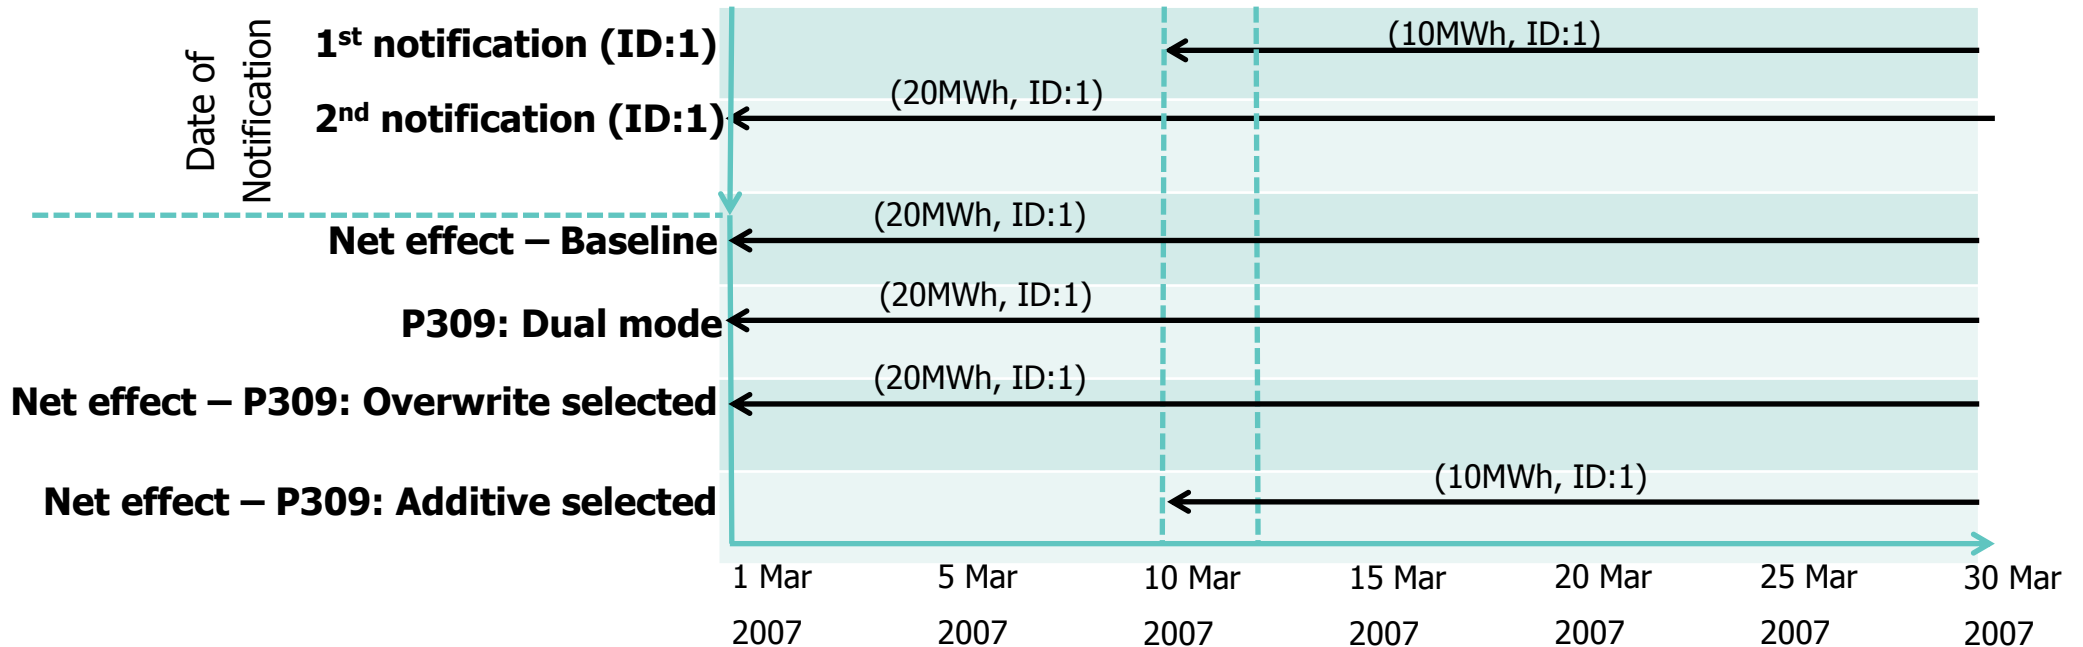 Date of
Notification
1st notification (ID:1)
(10MWh, ID:1)
2nd notification (ID:1)
(20MWh, ID:1)
Net effect – Baseline
(20MWh, ID:1)
P309: Dual mode
(20MWh, ID:1)
Net effect – P309: Overwrite selected
(20MWh, ID:1)
Net effect – P309: Additive selected
(10MWh, ID:1)
1 Mar 5 Mar 10 Mar 15 Mar 20 Mar 25 Mar 30 Mar
2007 2007 2007 2007 2007 2007 2007